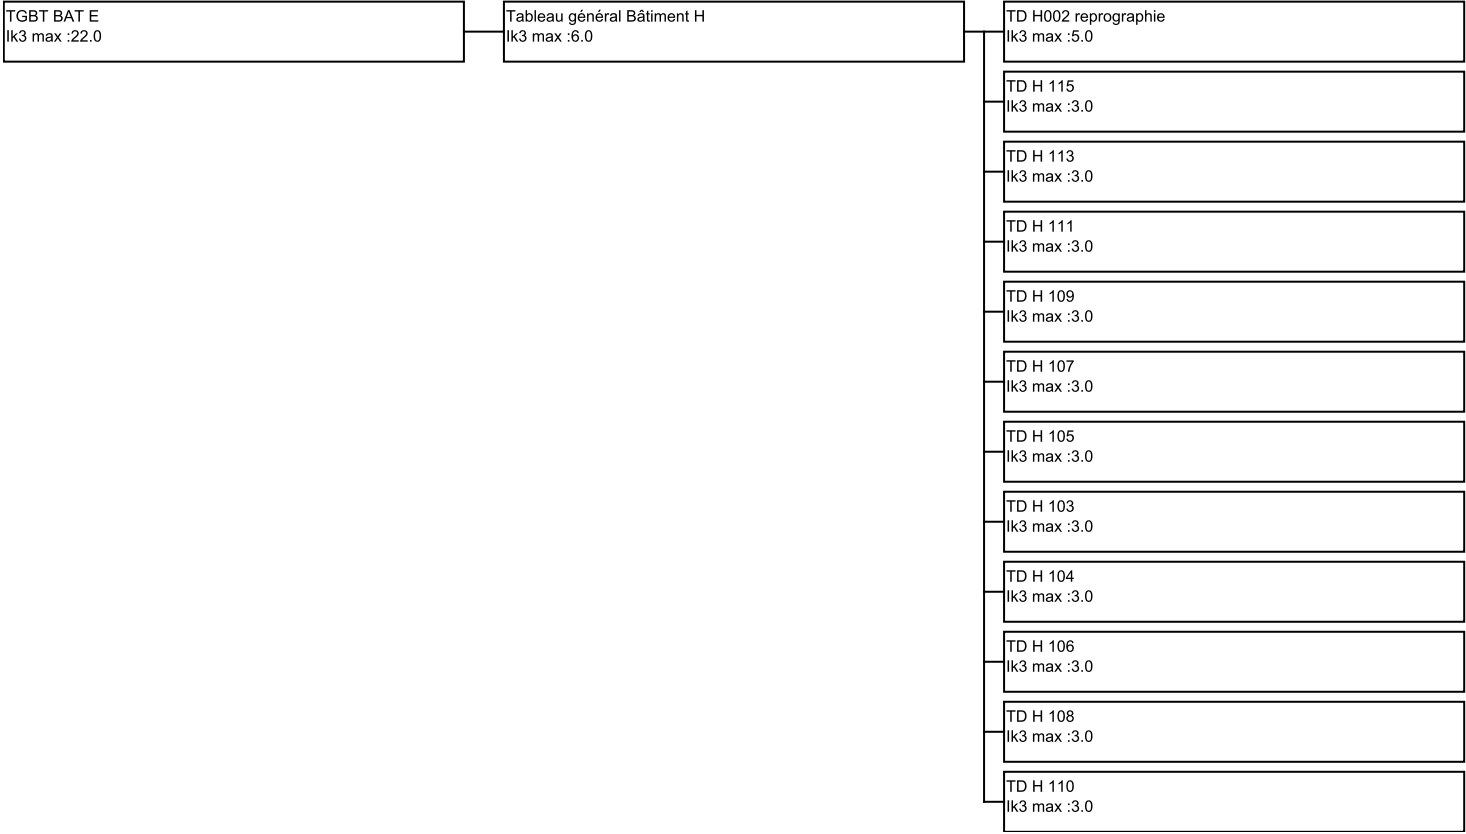 TGBT BAT E
Ik3 max :22.0
Tableau général Bâtiment H
Ik3 max :6.0
TD H002 reprographie
Ik3 max :5.0
TD H 115
Ik3 max :3.0
TD H 113
Ik3 max :3.0
TD H 111
Ik3 max :3.0
TD H 109
Ik3 max :3.0
TD H 107
Ik3 max :3.0
TD H 105
Ik3 max :3.0
TD H 103
Ik3 max :3.0
TD H 104
Ik3 max :3.0
TD H 106
Ik3 max :3.0
TD H 108
Ik3 max :3.0
TD H 110
Ik3 max :3.0